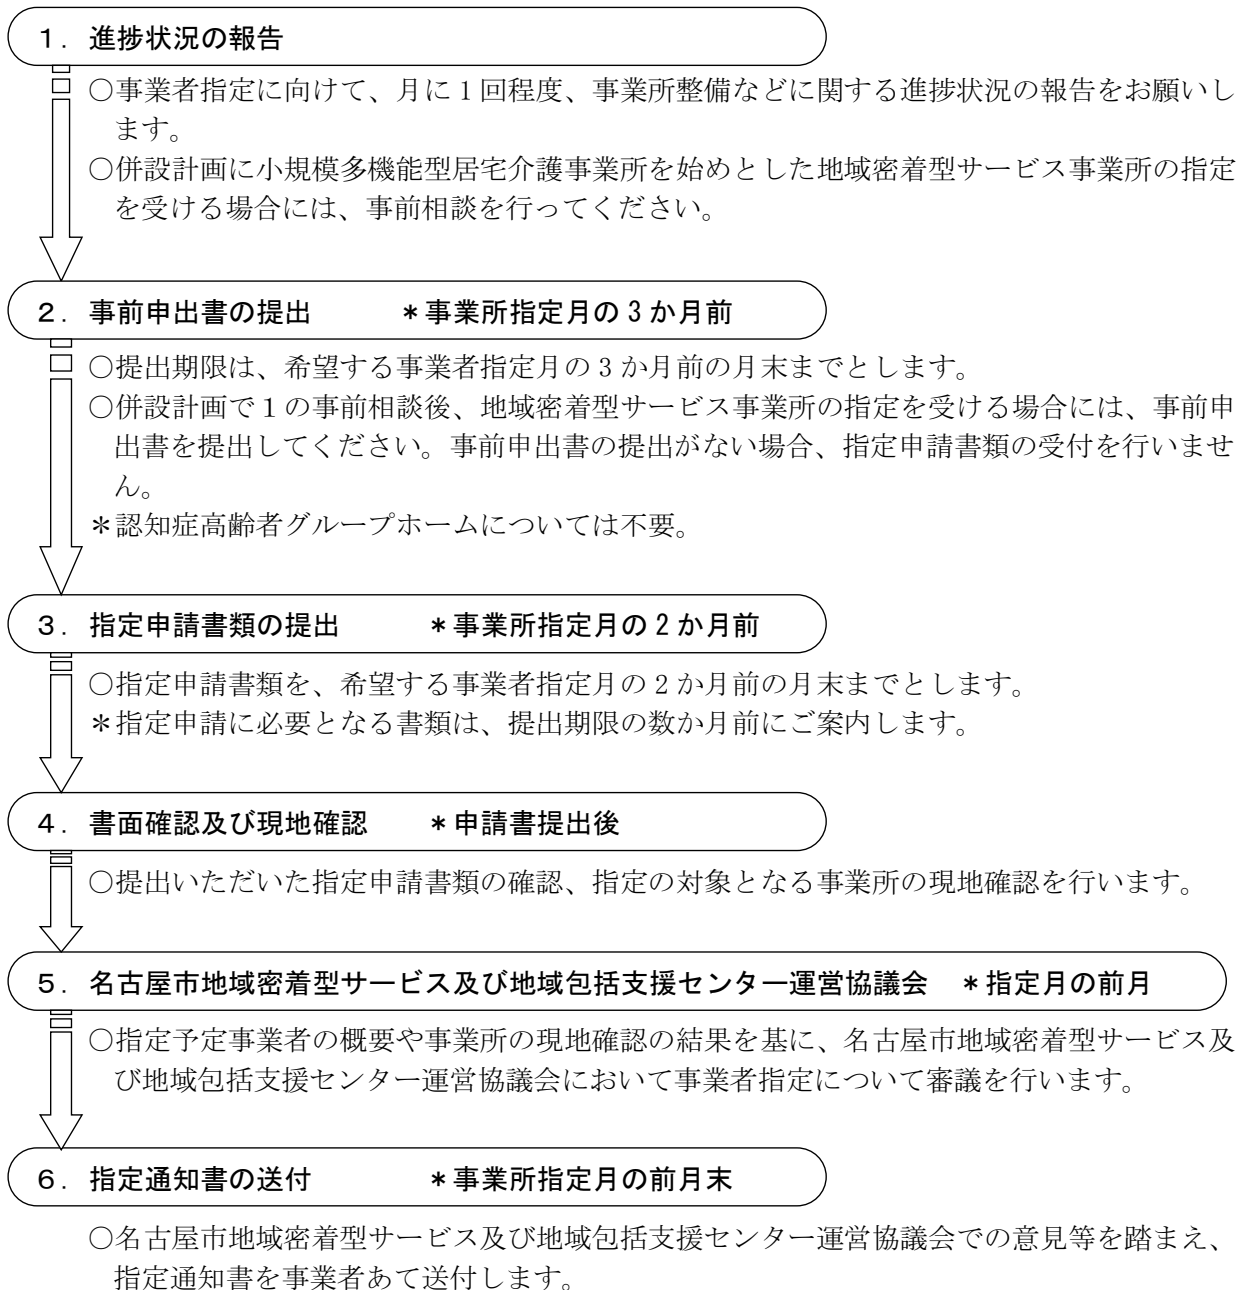 １．進捗状況の報告
○事業者指定に向けて、月に１回程度、事業所整備などに関する進捗状況の報告をお願いし
ます。
○併設計画に小規模多機能型居宅介護事業所を始めとした地域密着型サービス事業所の指定
を受ける場合には、事前相談を行ってください。
２．事前申出書の提出　　　＊事業所指定月の３か月前
○提出期限は、希望する事業者指定月の３か月前の月末までとします。
○併設計画で１の事前相談後、地域密着型サービス事業所の指定を受ける場合には、事前申
出書を提出してください。事前申出書の提出がない場合、指定申請書類の受付を行いませ
ん。
＊認知症高齢者グループホームについては不要。
３．指定申請書類の提出　　　＊事業所指定月の２か月前
○指定申請書類を、希望する事業者指定月の２か月前の月末までとします。
＊指定申請に必要となる書類は、提出期限の数か月前にご案内します。
４．書面確認及び現地確認　　＊申請書提出後
○提出いただいた指定申請書類の確認、指定の対象となる事業所の現地確認を行います。
５．名古屋市地域密着型サービス及び地域包括支援センター運営協議会　＊指定月の前月
○指定予定事業者の概要や事業所の現地確認の結果を基に、名古屋市地域密着型サービス及
び地域包括支援センター運営協議会において事業者指定について審議を行います。
６．指定通知書の送付　　　　＊事業所指定月の前月末
○名古屋市地域密着型サービス及び地域包括支援センター運営協議会での意見等を踏まえ、
指定通知書を事業者あて送付します。